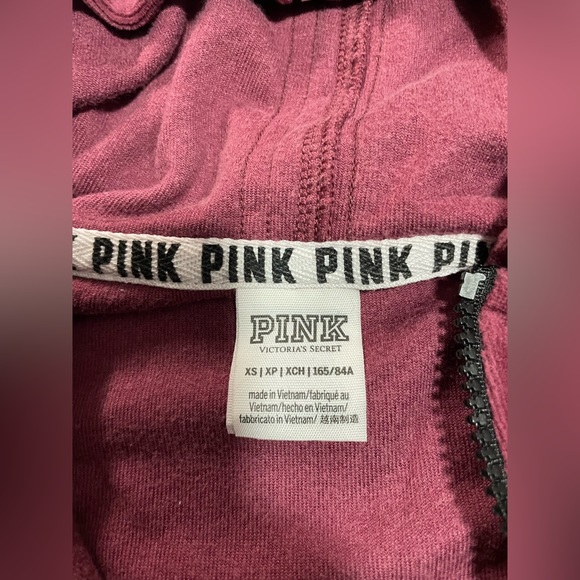 PINK PINK PINK
PINK
VICTORIA'S SECRET
XS | XP | XCH | 165/84A
made in Vietnam/fabriqué au
Vietnam/hecho en Vietnam/
fabbricato in Vietnam/ 越南制造